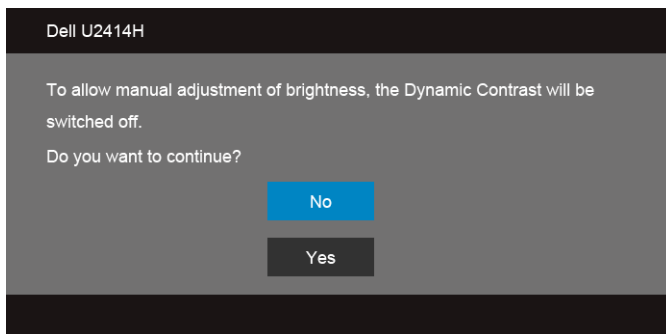 Dell U2414H
To allow manual adjustment of brightness, the Dynamic Contrast will be
switched off.
Do you want to continue?
No
Yes